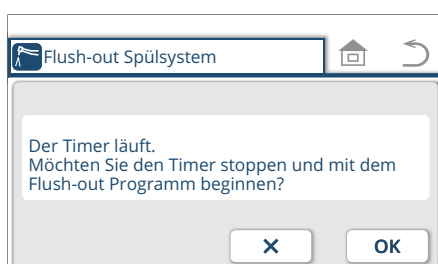 Flush-out Spülsystem
Der Timer läuft.
Möchten Sie den Timer stoppen und mit dem
Flush-out Programm beginnen?
OK